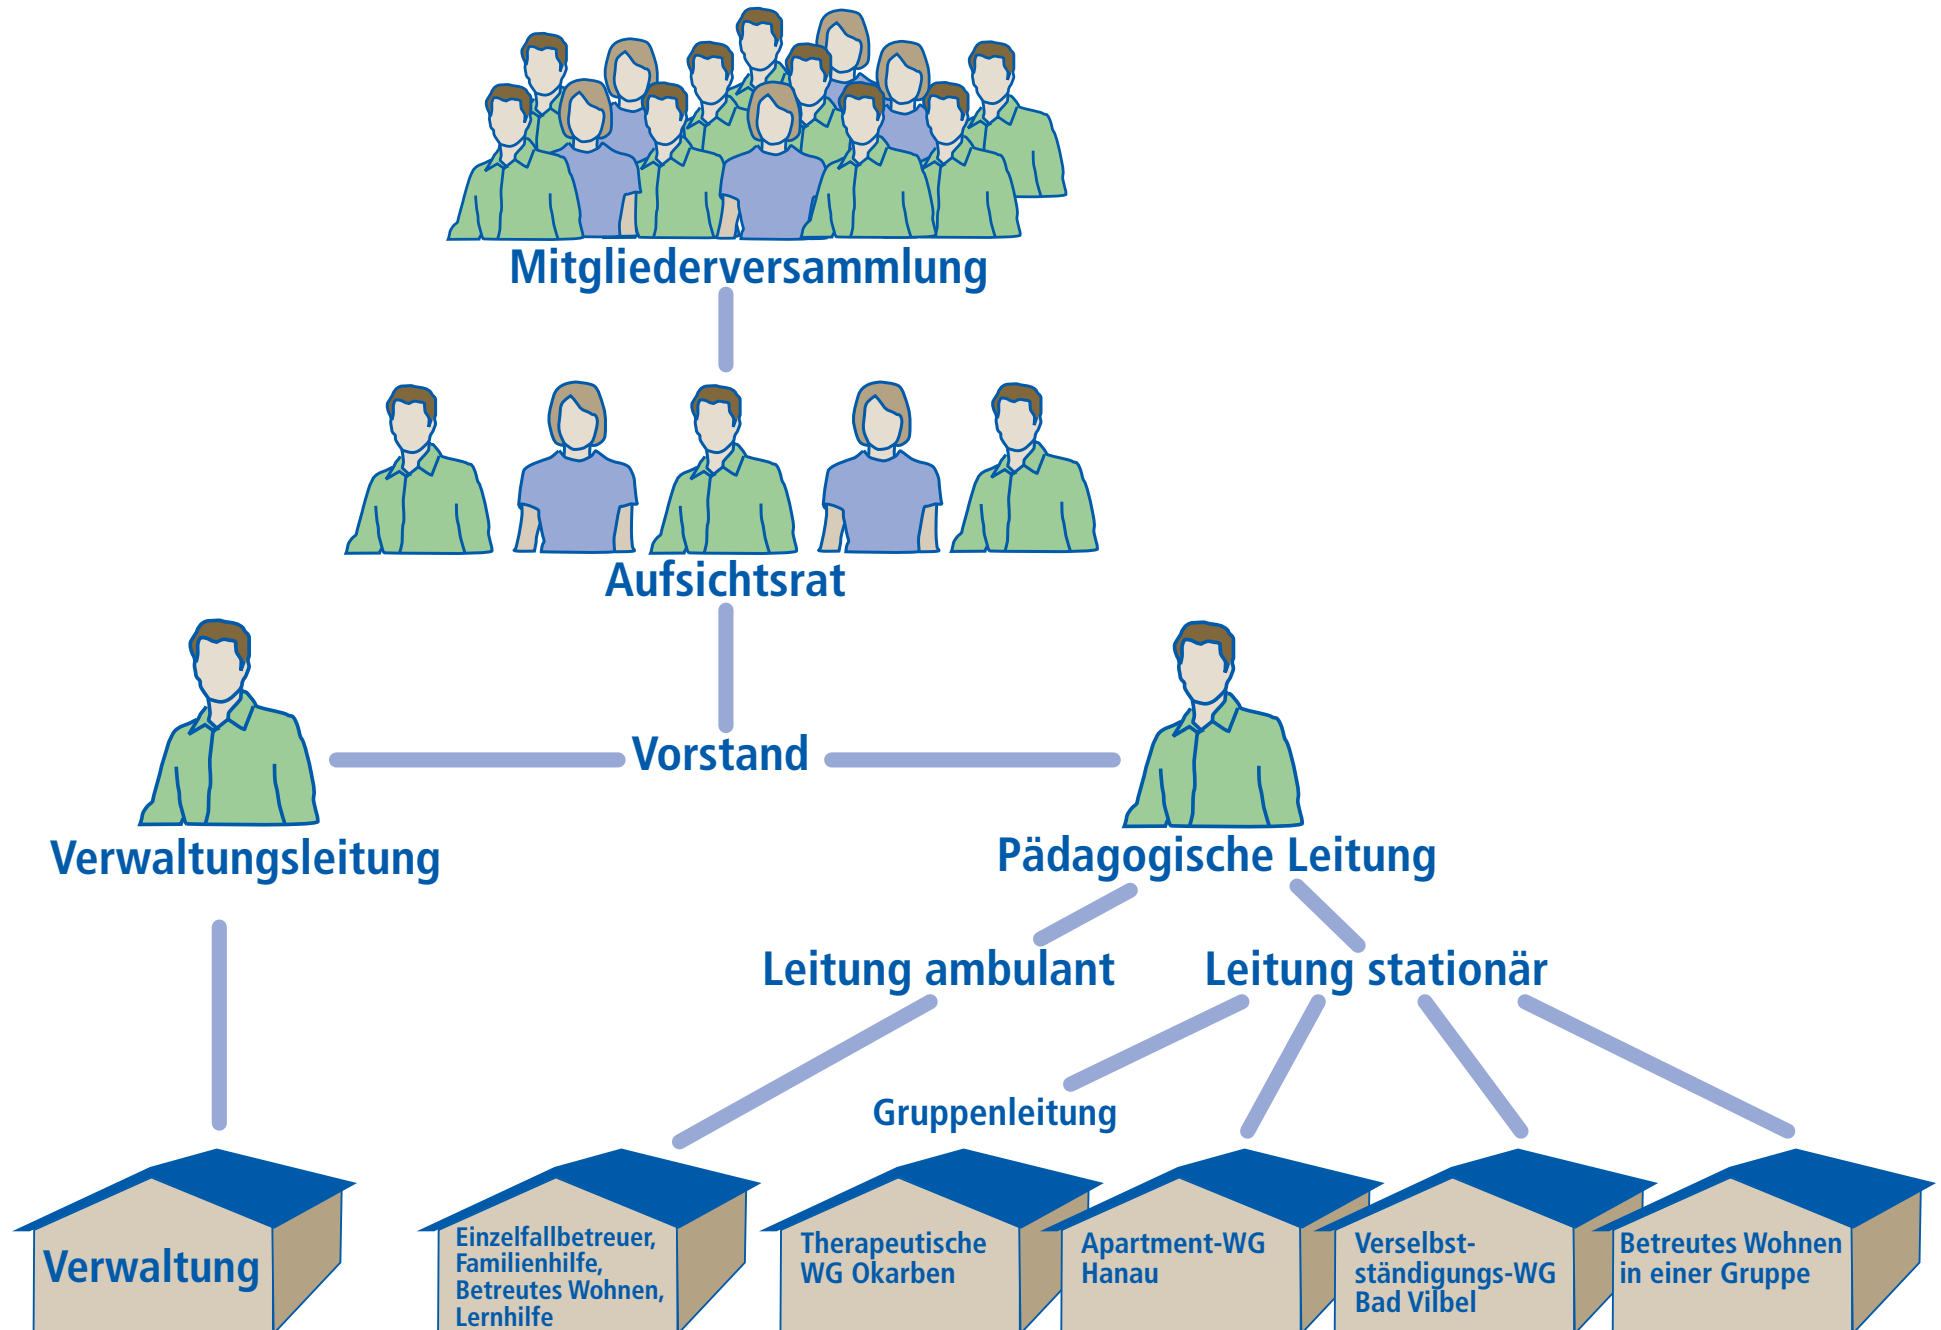 Mitgliederversammlung
Aufsichtsrat
Vorstand
Verwaltungsleitung
Pädagogische Leitung
Leitung ambulant
Leitung stationär
Gruppenleitung
Verwaltung
Einzelfallbetreuer,
Familienhilfe,
Betreutes Wohnen,
Lernhilfe
Therapeutische
WG Okarben
Apartment-WG
Hanau
Verselbst-
ständigungs-WG
Bad Vilbel
Betreutes Wohnen
in einer Gruppe